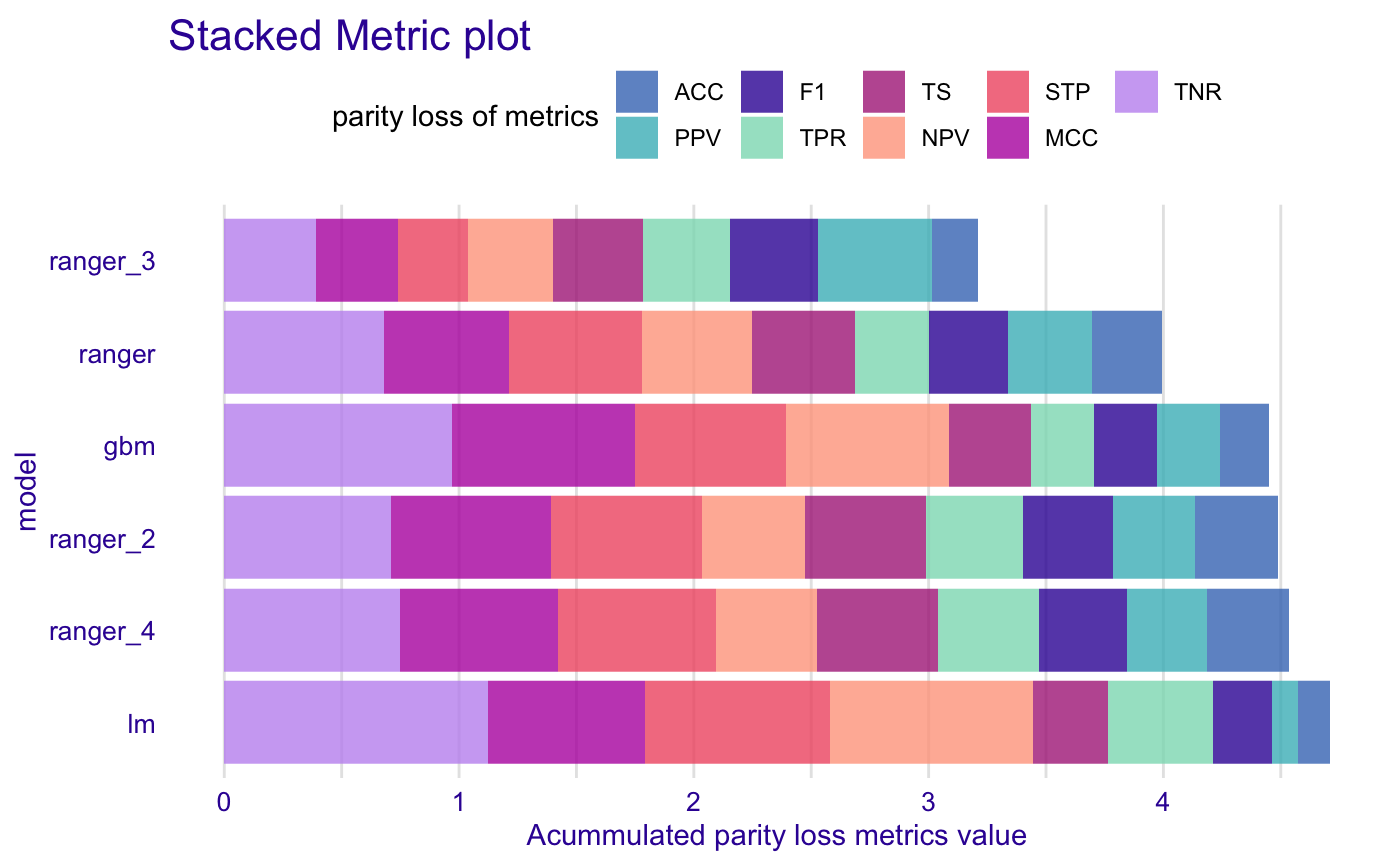 Stacked Metric plot
parity loss of metrics
ACC F1 TS STP TNR
PPV TPR NPV MCC
ranger_3
ranger
gbm
ranger_2
ranger_4
lm
model
0 1 2 3 4
Acummulated parity loss metrics value